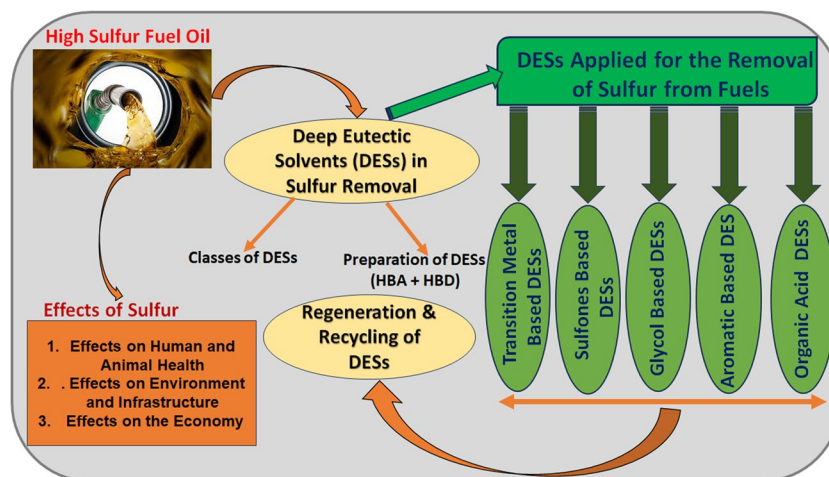 High Sulfur Fuel Oil
DESs Applied for the Removal
of Sulfur from Fuels
Deep Eutectic
Solvents (DESs) in
Sulfur Removal
Classes of DESs
Preparation of DESs
(HBA + HBD)
Transition Metal
Based DESs
Sulfones Based
DESs
Glycol Based DESs
Aromatic Based DES
Organic Acid  DESs
Effects of Sulfur
1. Effects on Human and
Animal Health
2. . Effects on Environment
and Infrastructure
3. Effects on the Economy
Regeneration &
Recycling of
DESs